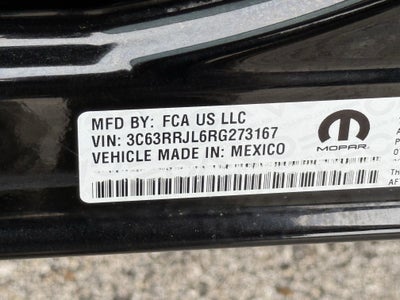 MFD BY: FCA US LLC
VIN: 3C63RRJL6RG273167
VEHICLE MADE IN: MEXICO
MOPAR